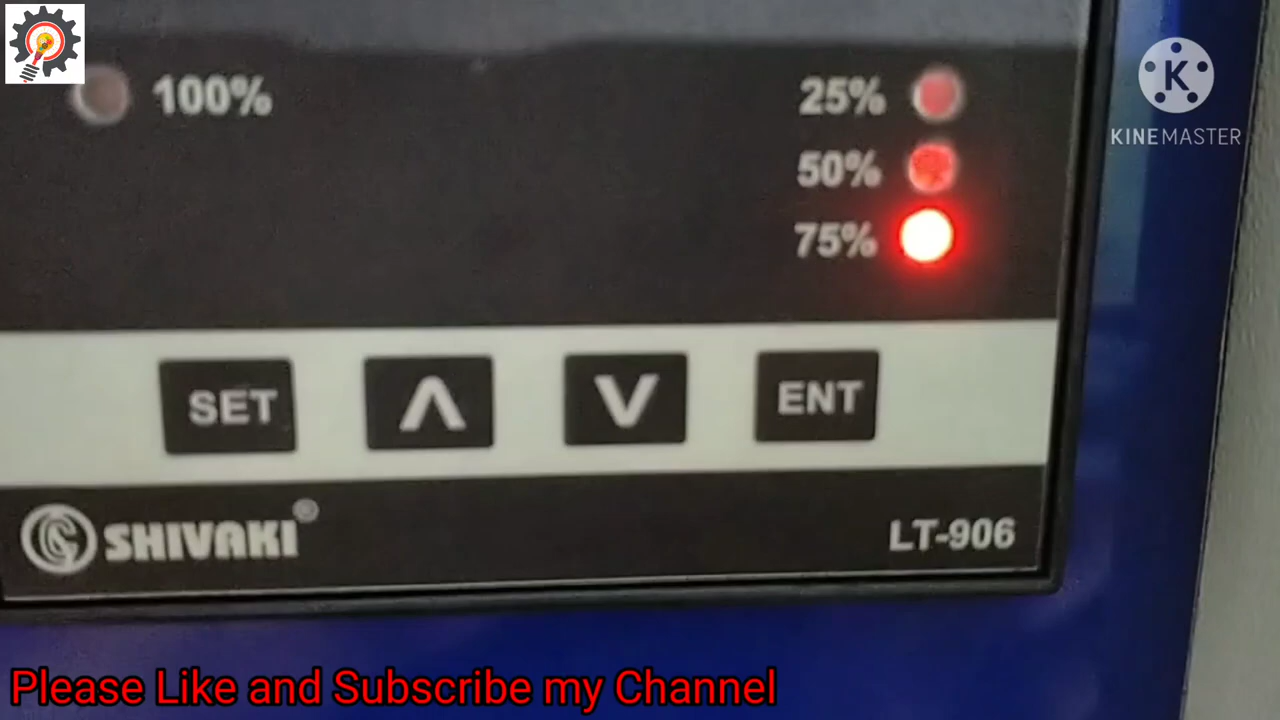 100%
25%
50%
75%
SET
ENT
SHIVAKI®
LT-906
K
KINEMASTER
Please Like and Subscribe my Channel